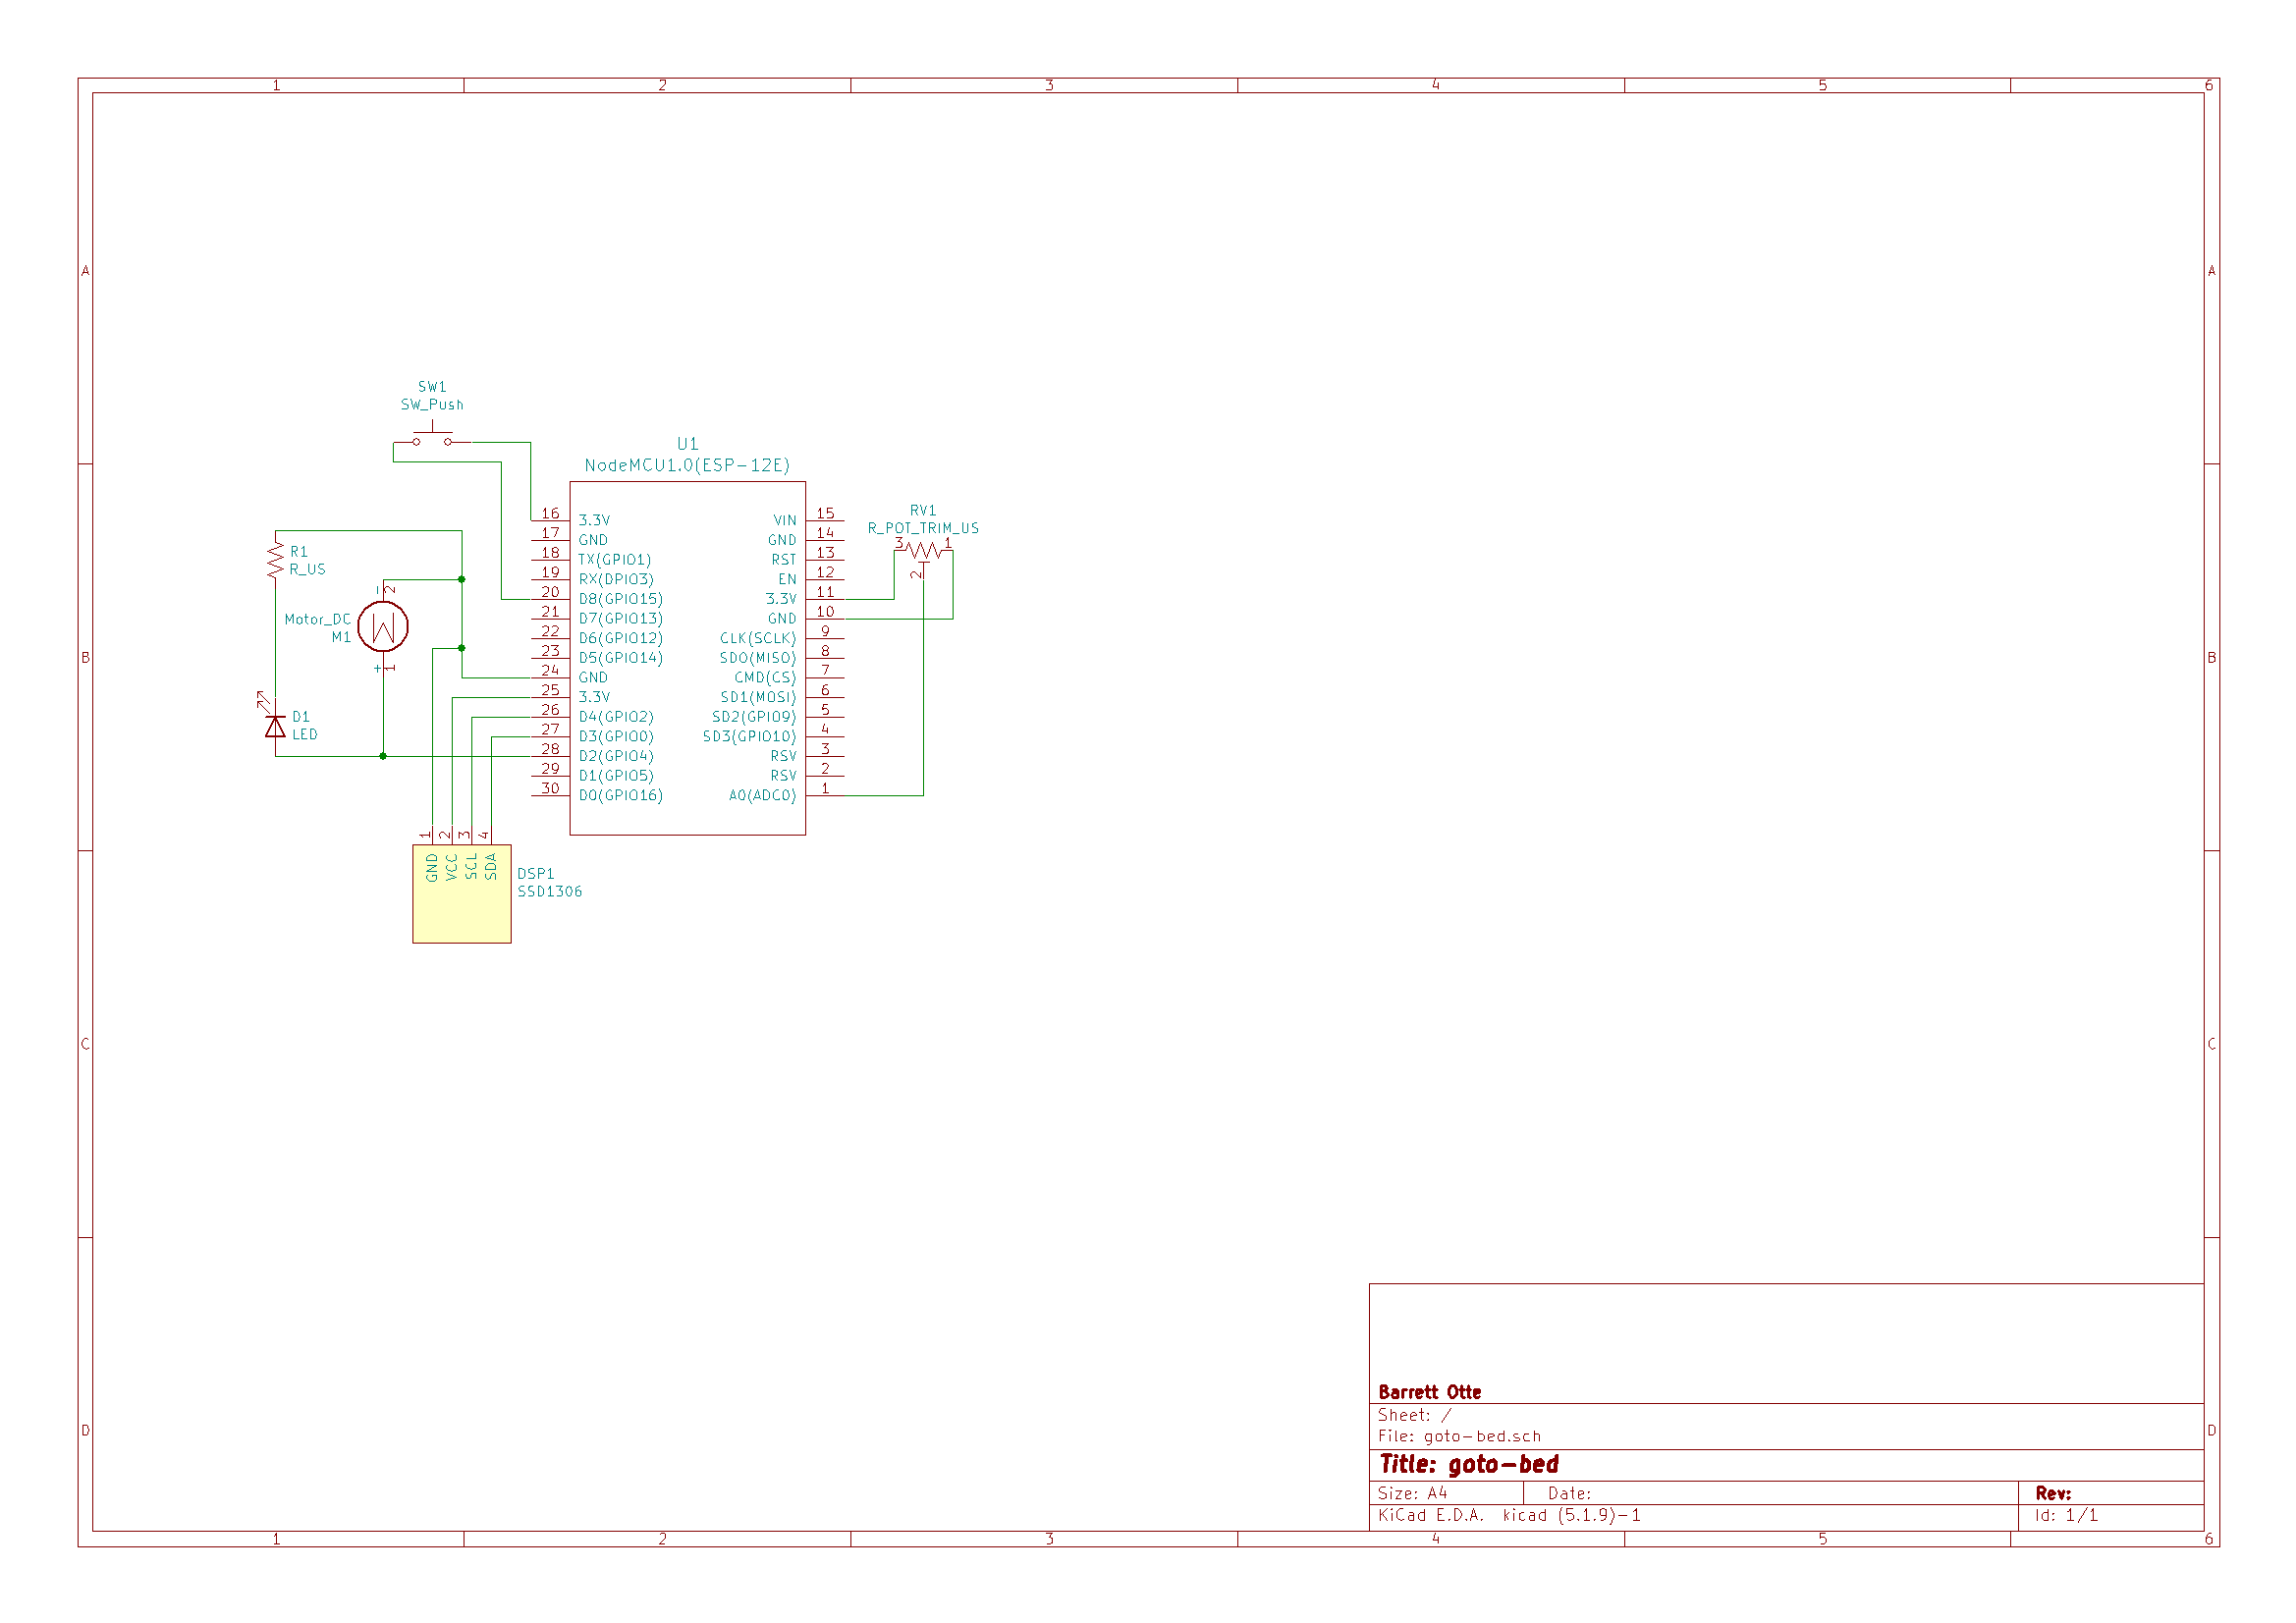 1 2 3 4 5 6
A A
SW1
SW_Push
U1
NodeMCU1.0(ESP-12E)
B B
RV1
R_POT_TRIM_US
3 1
2
R1
R_US
- 2
Motor_DC
M1
+ 1
D1
LED
16 3.3V VIN 15
17 GND GND 14
18 TX(GPIO1) RST 13
19 RX(DPIO3) EN 12
20 D8(GPIO15) 3.3V 11
21 D7(GPIO13) GND 10
22 D6(GPIO12) CLK(SCLK) 9
23 D5(GPIO14) SD0(MISO) 8
24 GND CMD(CS) 7
25 3.3V SD1(MOSI) 6
26 D4(GPIO2) SD2(GPIO9) 5
27 D3(GPIO0) SD3(GPIO10) 4
28 D2(GPIO4) RSV 3
29 D1(GPIO5) RSV 2
30 D0(GPIO16) A0(ADC0) 1
1 2 3 4
GND VCC SCL SDA
DSP1
SSD1306
C C
D D
Barrett Otte
Sheet: /
File: goto-bed.sch
Title: goto-bed
Size: A4 Date: Rev:
KiCad E.D.A. kicad (5.1.9)-1 Id: 1/1
1 2 3 4 5 6